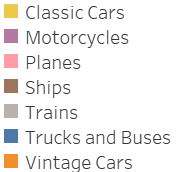 Classic Cars
Motorcycles
Planes
Ships
Trains
Trucks and Buses
Vintage Cars